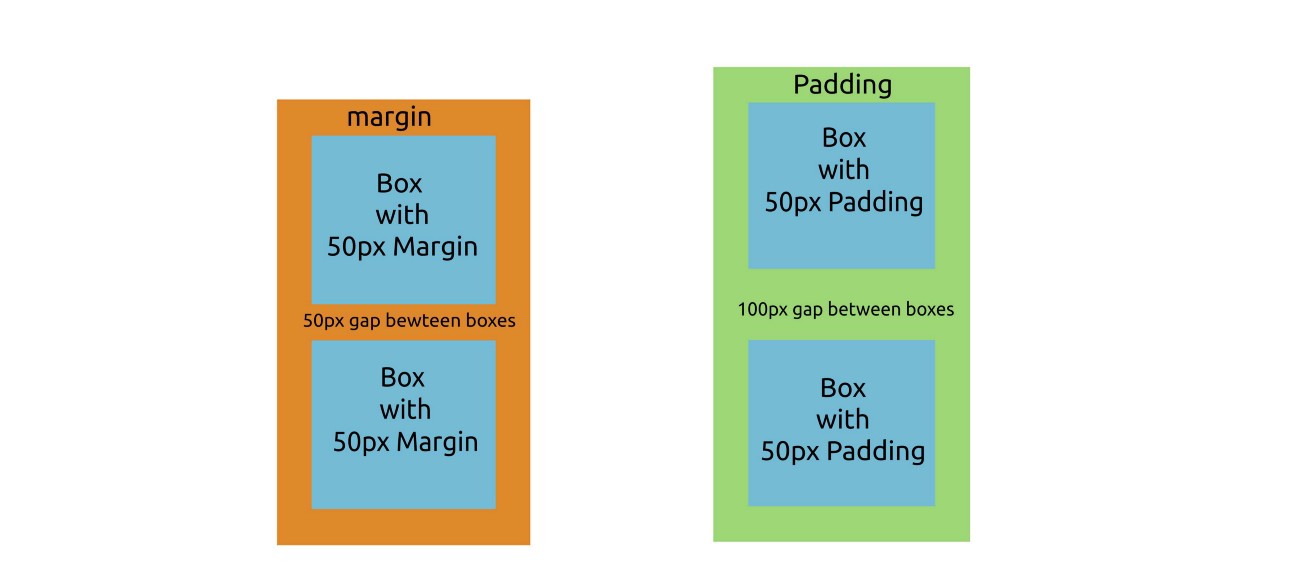 margin
Box
with
50px Margin
50px gap bewteen boxes
Box
with
50px Margin
Padding
Box
with
50px Padding
100px gap between boxes
Box
with
50px Padding